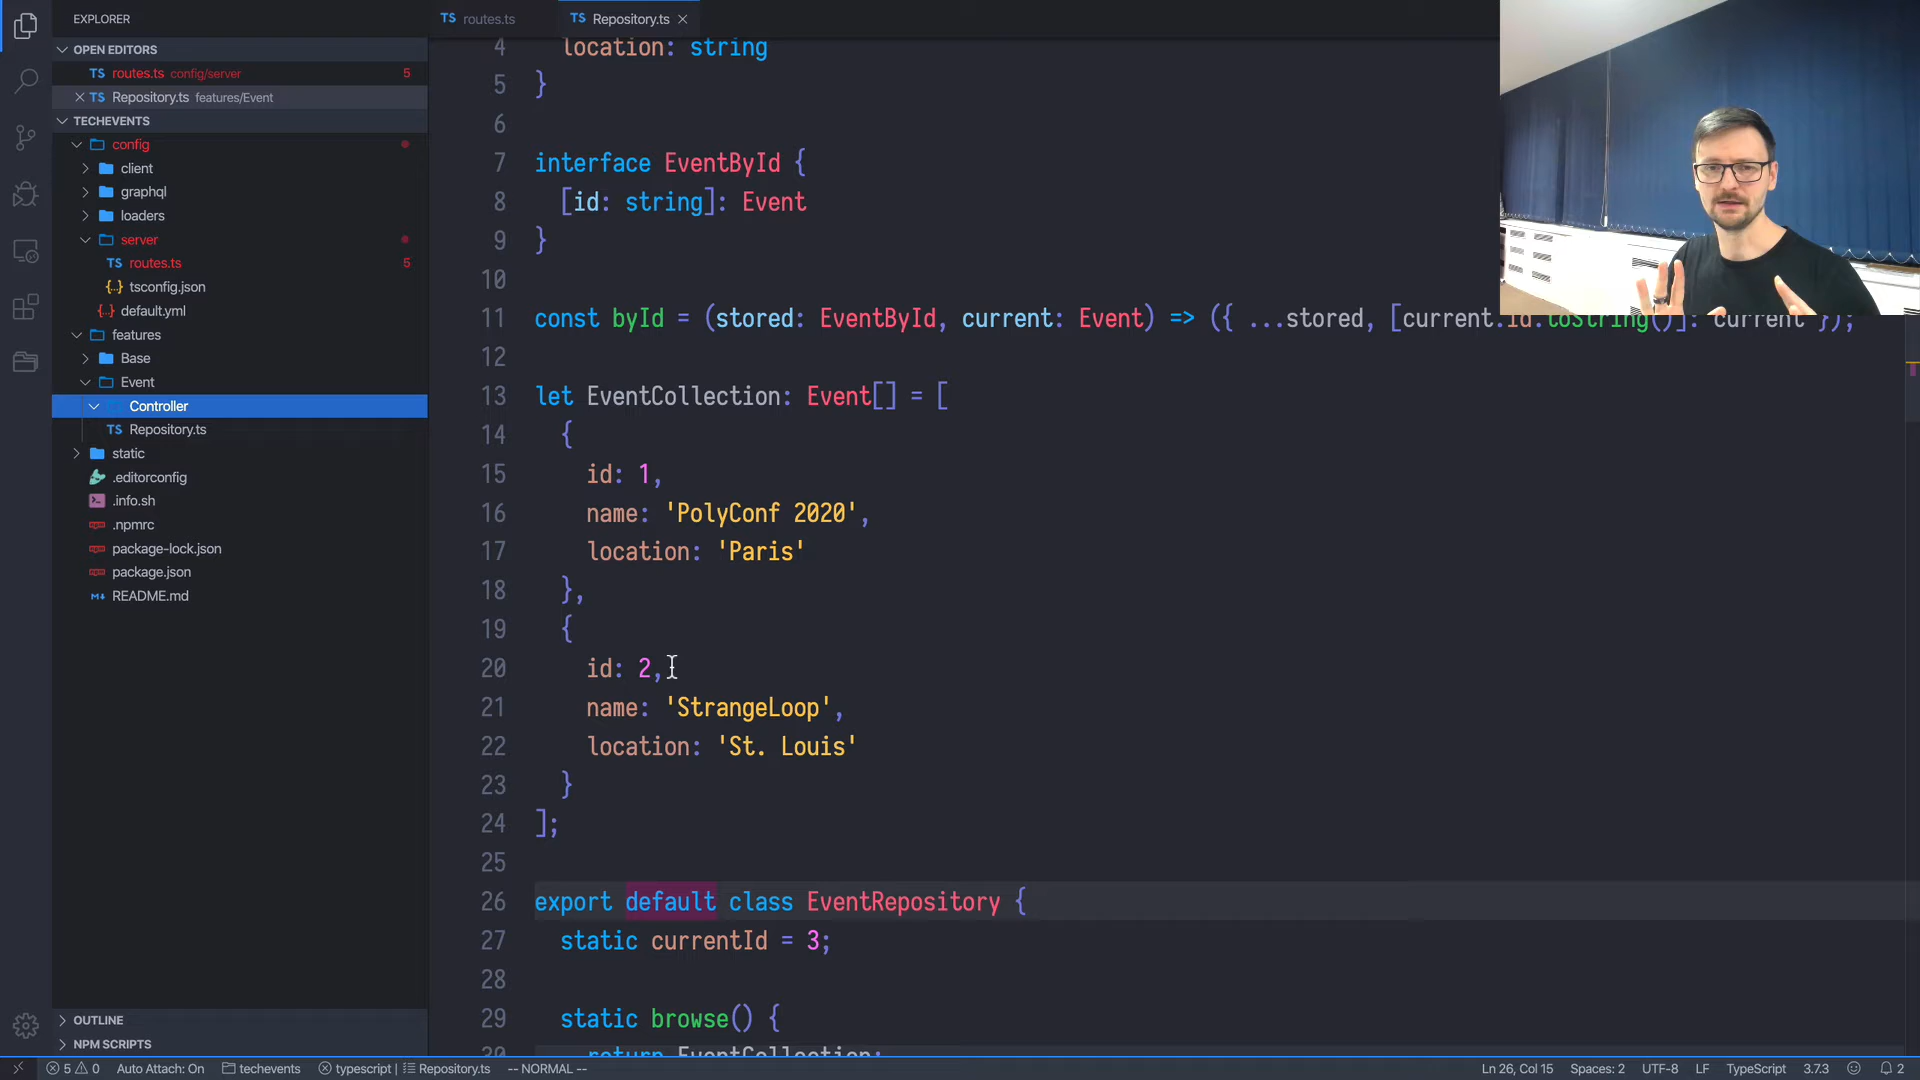 EXPLORER
OPEN EDITORS
TS routes.ts config/server 5
TS Repository.ts features/Event
TECHEVENTS
config
client
graphql
loaders
server
TS routes.ts 5
{..} tsconfig.json
{..} default.yml
features
Base
Event
Controller
TS Repository.ts
static
.editorconfig
.info.sh
.npmrc
package-lock.json
package.json
README.md
OUTLINE
NPM SCRIPTS
TS routes.ts
TS Repository.ts
4 location: string
5 }
6
7 interface EventById {
8 [id: string]: Event
9 }
10
11 const byId = (stored: EventById, current: Event) => ({ ...stored, [current.id.toString()]: current });
12
13 let EventCollection: Event[] = [
14 {
15 id: 1,
16 name: 'PolyConf 2020',
17 location: 'Paris'
18 },
19 {
20 id: 2,
21 name: 'StrangeLoop',
22 location: 'St. Louis'
23 }
24 ];
25
26 export default class EventRepository {
27 static currentId = 3;
28
29 static browse() {
30 return EventCollection;
5 0 Auto Attach: On techevents typescript Repository.ts -- NORMAL -- Ln 26, Col 15 Spaces: 2 UTF-8 LF TypeScript 3.7.3 2